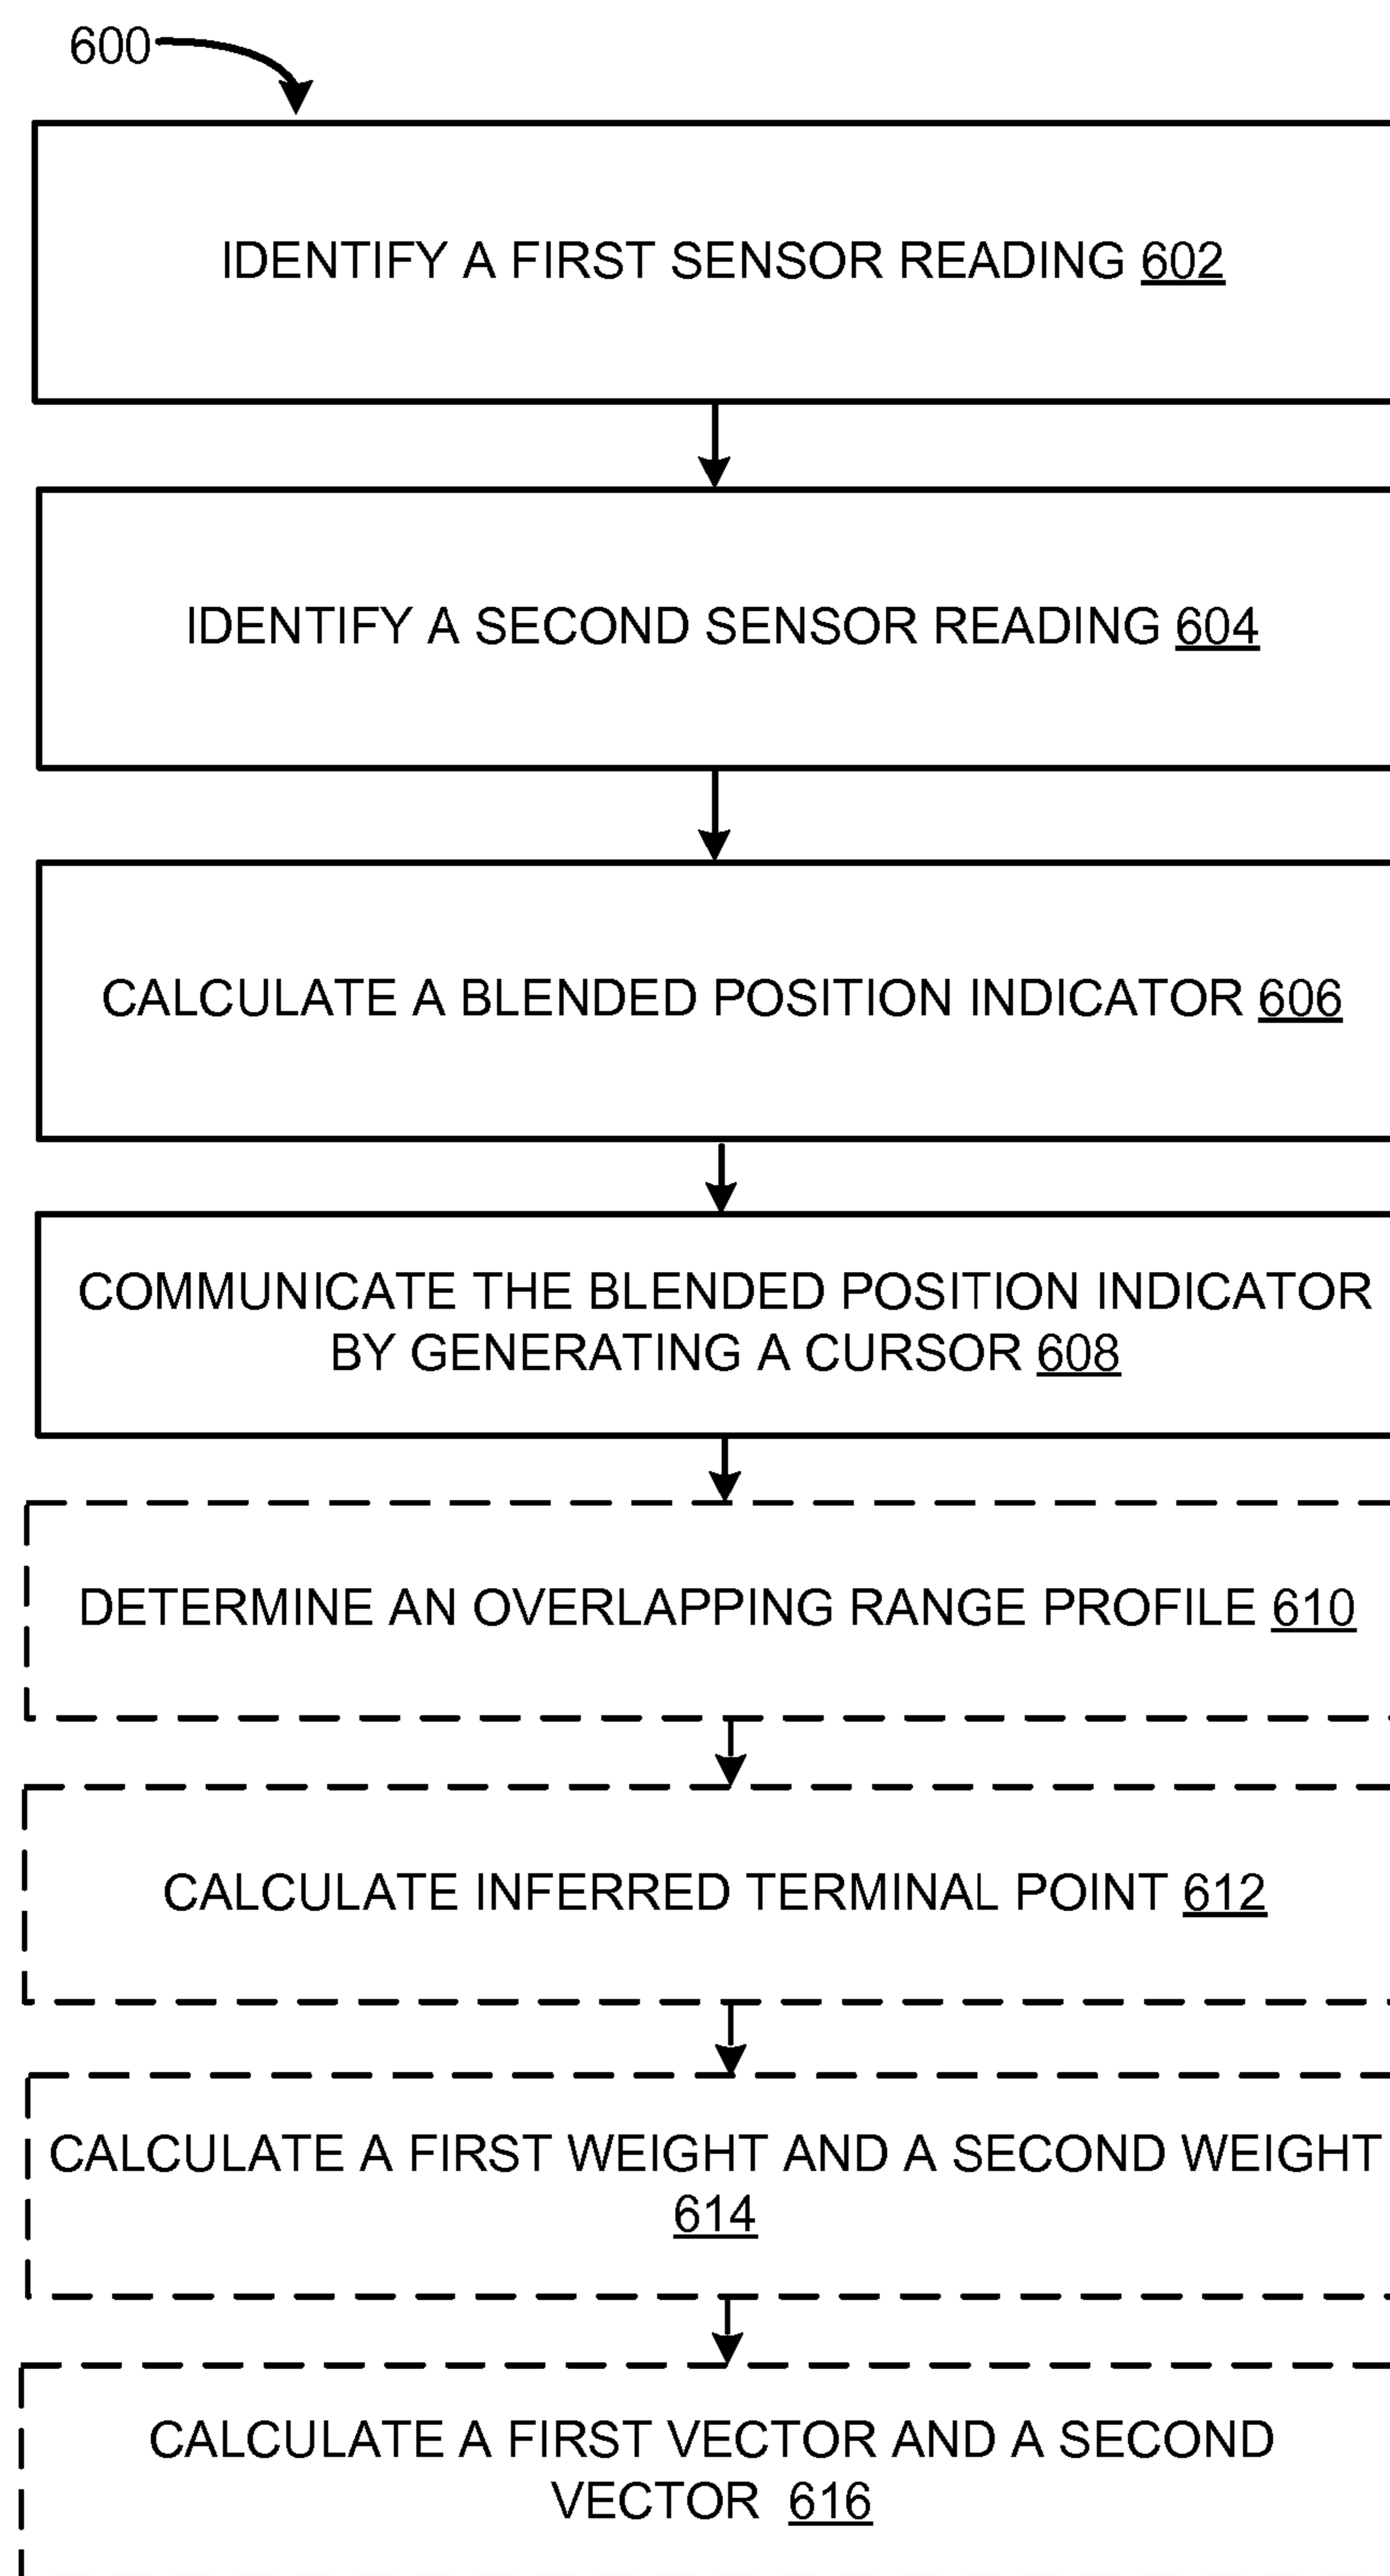 600
IDENTIFY A FIRST SENSOR READING 602
IDENTIFY A SECOND SENSOR READING 604
CALCULATE A BLENDED POSITION INDICATOR 606
COMMUNICATE THE BLENDED POSITION INDICATOR
BY GENERATING A CURSOR 608
DETERMINE AN OVERLAPPING RANGE PROFILE 610
CALCULATE INFERRED TERMINAL POINT 612
CALCULATE A FIRST WEIGHT AND A SECOND WEIGHT
614
CALCULATE A FIRST VECTOR AND A SECOND
VECTOR 616